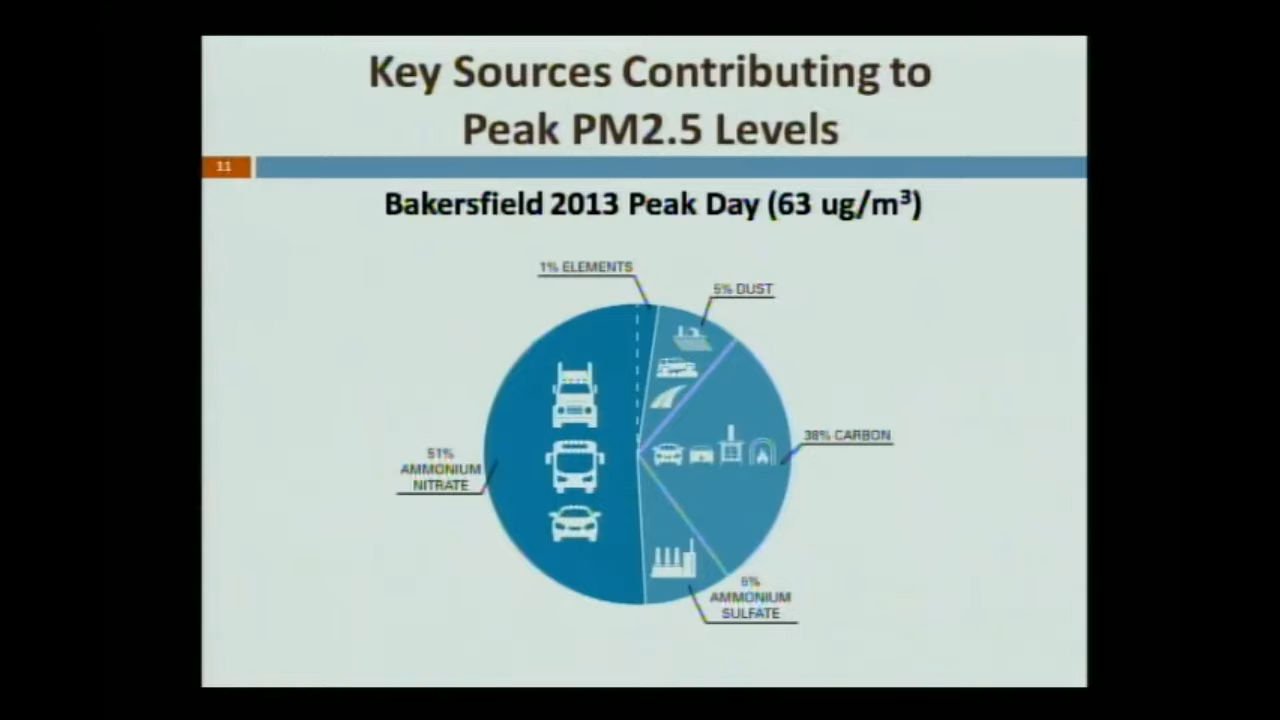 Key Sources Contributing to
Peak PM2.5 Levels
11
Bakersfield 2013 Peak Day (63 ug/m³)
1% ELEMENTS
5% DUST
38% CARBON
51%
AMMONIUM
NITRATE
5%
AMMONIUM
SULFATE